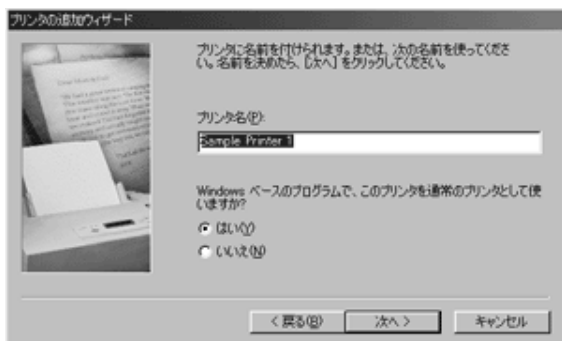 プリンタの追加ウィザード
プリンタに名前を付けられます。または、次の名前を使ってくださ
い。名前を決めたら、[次へ] をクリックしてください。
プリンタ名(P):
Sample Printer 1
Windows ベースのプログラムで、このプリンタを通常のプリンタとして使
いますか?
はい(Y)
いいえ(N)
< 戻る(B)
次へ >
キャンセル